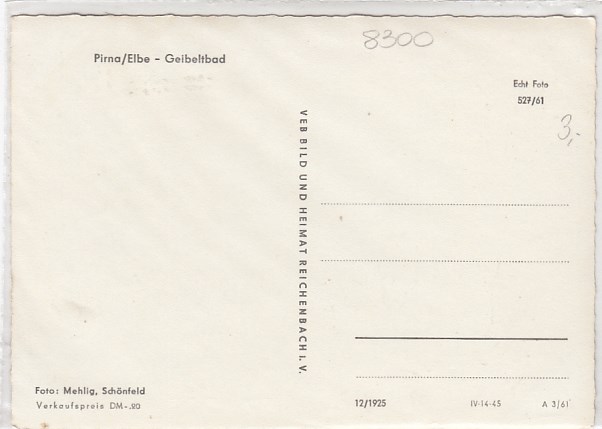 8300
Pirna/Elbe - Geibeltbad
Echt Foto
527/61
3,-
VEB BILD UND HEIMAT REICHENBACH I. V.
Foto: Mehlig, Schönfeld
Verkaufspreis DM -.20
12/1925
IV-14-45
A 3/61